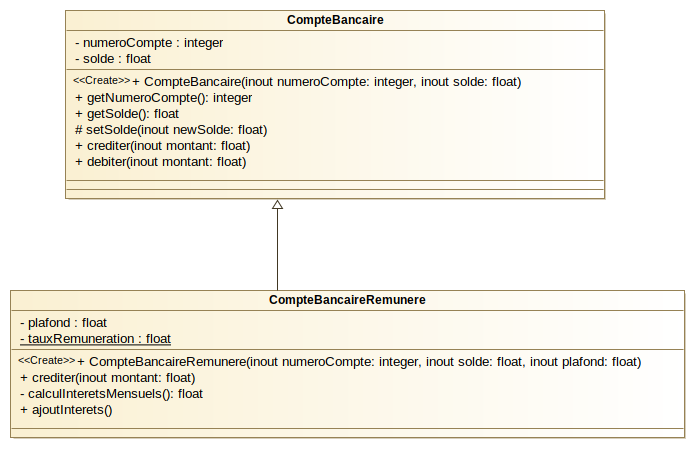 CompteBancaire
- numeroCompte : integer
- solde : float
<<Create>> + CompteBancaire(inout numeroCompte: integer, inout solde: float)
+ getNumeroCompte(): integer
+ getSolde(): float
# setSolde(inout newSolde: float)
+ crediter(inout montant: float)
+ debiter(inout montant: float)
CompteBancaireRemunere
- plafond : float
- tauxRemuneration : float
<<Create>> + CompteBancaireRemunere(inout numeroCompte: integer, inout solde: float, inout plafond: float)
+ crediter(inout montant: float)
- calculInteretsMensuels(): float
+ ajoutInterets()